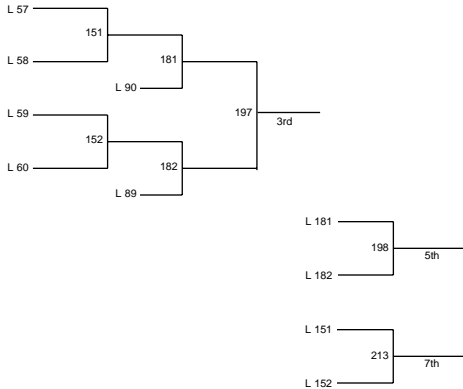 L 57
151
L 58
181
L 90
L 59
197
3rd
152
L 60
182
L 89
L 181
198
5th
L 182
L 151
213
7th
L 152